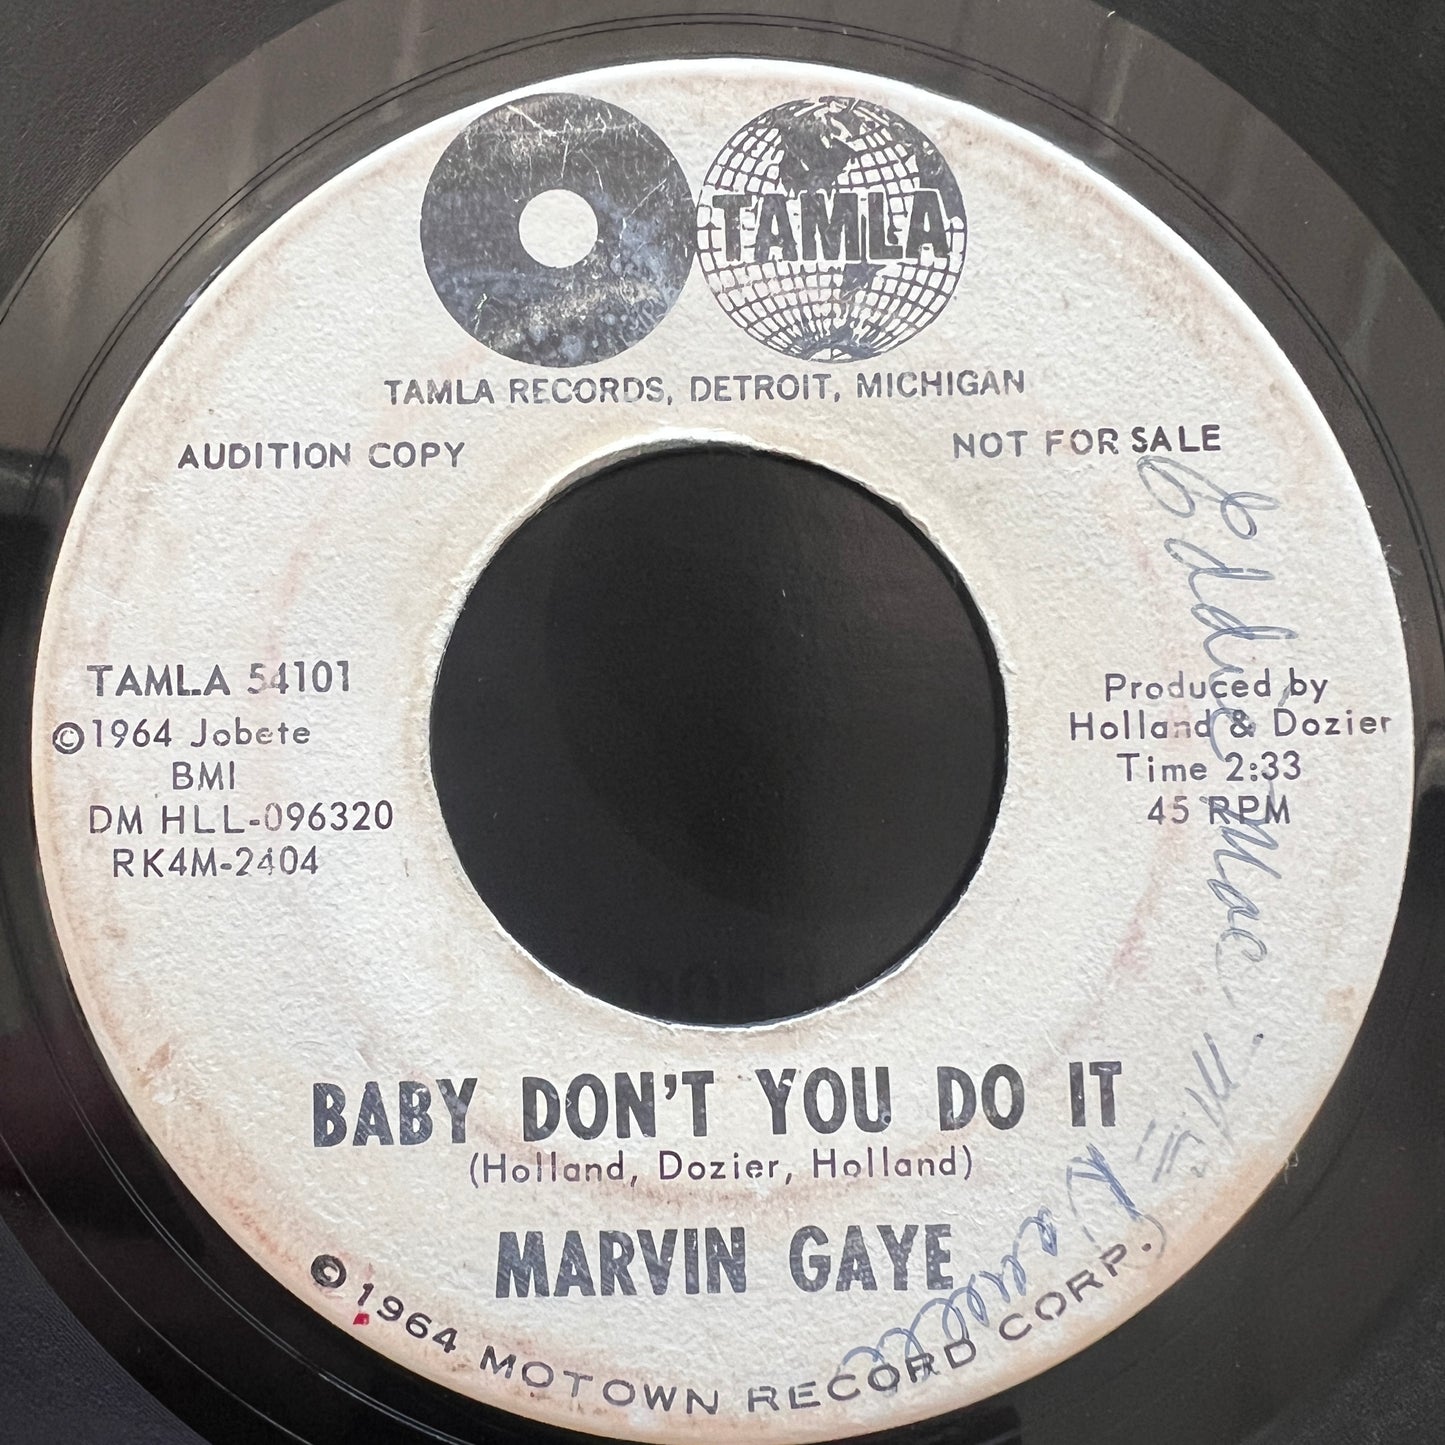 TAMLA
TAMLA RECORDS, DETROIT, MICHIGAN
AUDITION COPY
NOT FOR SALE
TAMLA 54101
©1964 Jobete
BMI
DM HLL-096320
RK4M-2404
Produced by
Holland & Dozier
Time 2:33
45 RPM
Eddie Mac
BABY DON'T YOU DO IT
(Holland, Dozier, Holland)
MARVIN GAYE
©1964 MOTOWN RECORD CORP.